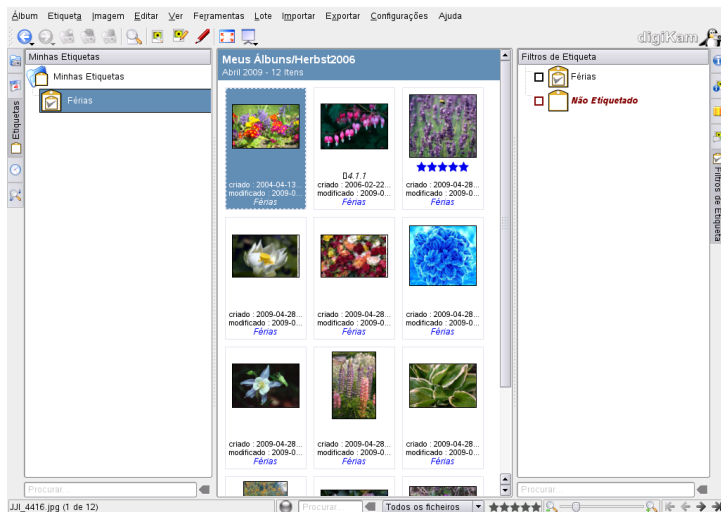 Álbum Etiqueta Imagem Editar Ver Ferramentas Lote Importar Exportar Configurações Ajuda
digiKam
Minhas Etiquetas
Minhas Etiquetas
Férias
Etiquetas
Meus Álbuns/Herbst2006
Abril 2009 - 12 Itens
criado : 2004-04-13...
modificado : 2009-0...
Férias
4.1.1
criado : 2006-02-22...
modificado : 2009-0...
Férias
criado : 2009-04-28...
modificado : 2009-0...
Férias
criado : 2009-04-28...
modificado : 2009-0...
Férias
criado : 2009-04-28...
modificado : 2009-0...
Férias
criado : 2009-04-28...
modificado : 2009-0...
Férias
criado : 2009-04-28...
modificado : 2009-0...
Férias
criado : 2009-04-28...
modificado : 2009-0...
Férias
criado : 2009-04-28...
modificado : 2009-0...
Férias
Filtros de Etiqueta
Férias
Não Etiquetado
Filtros de Etiqueta
Procurar...
Procurar...
JJI_4416.jpg (1 de 12)
Procurar...
Todos os ficheiros